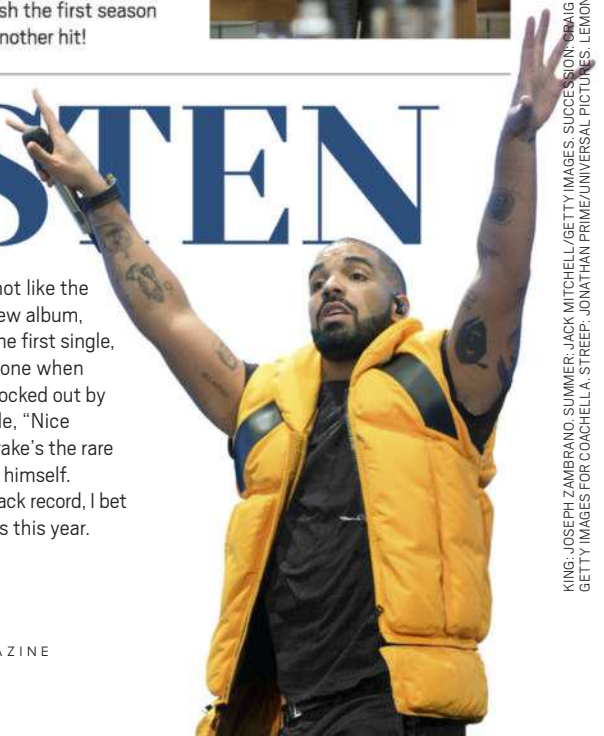 sh the first season
nother hit!
STEN
not like the
ew album,
he first single,
one when
ocked out by
le, “Nice
rake’s the rare
himself.
ack record, I bet
s this year.
AZINE
KING: JOSEPH ZAMBRANO. SUMMER: JACK MITCHELL/GETTY IMAGES. SUCCESSION: CRAIG
GETTY IMAGES FOR COACHELLA. STREEP: JONATHAN PRIME/UNIVERSAL PICTURES. LEMON